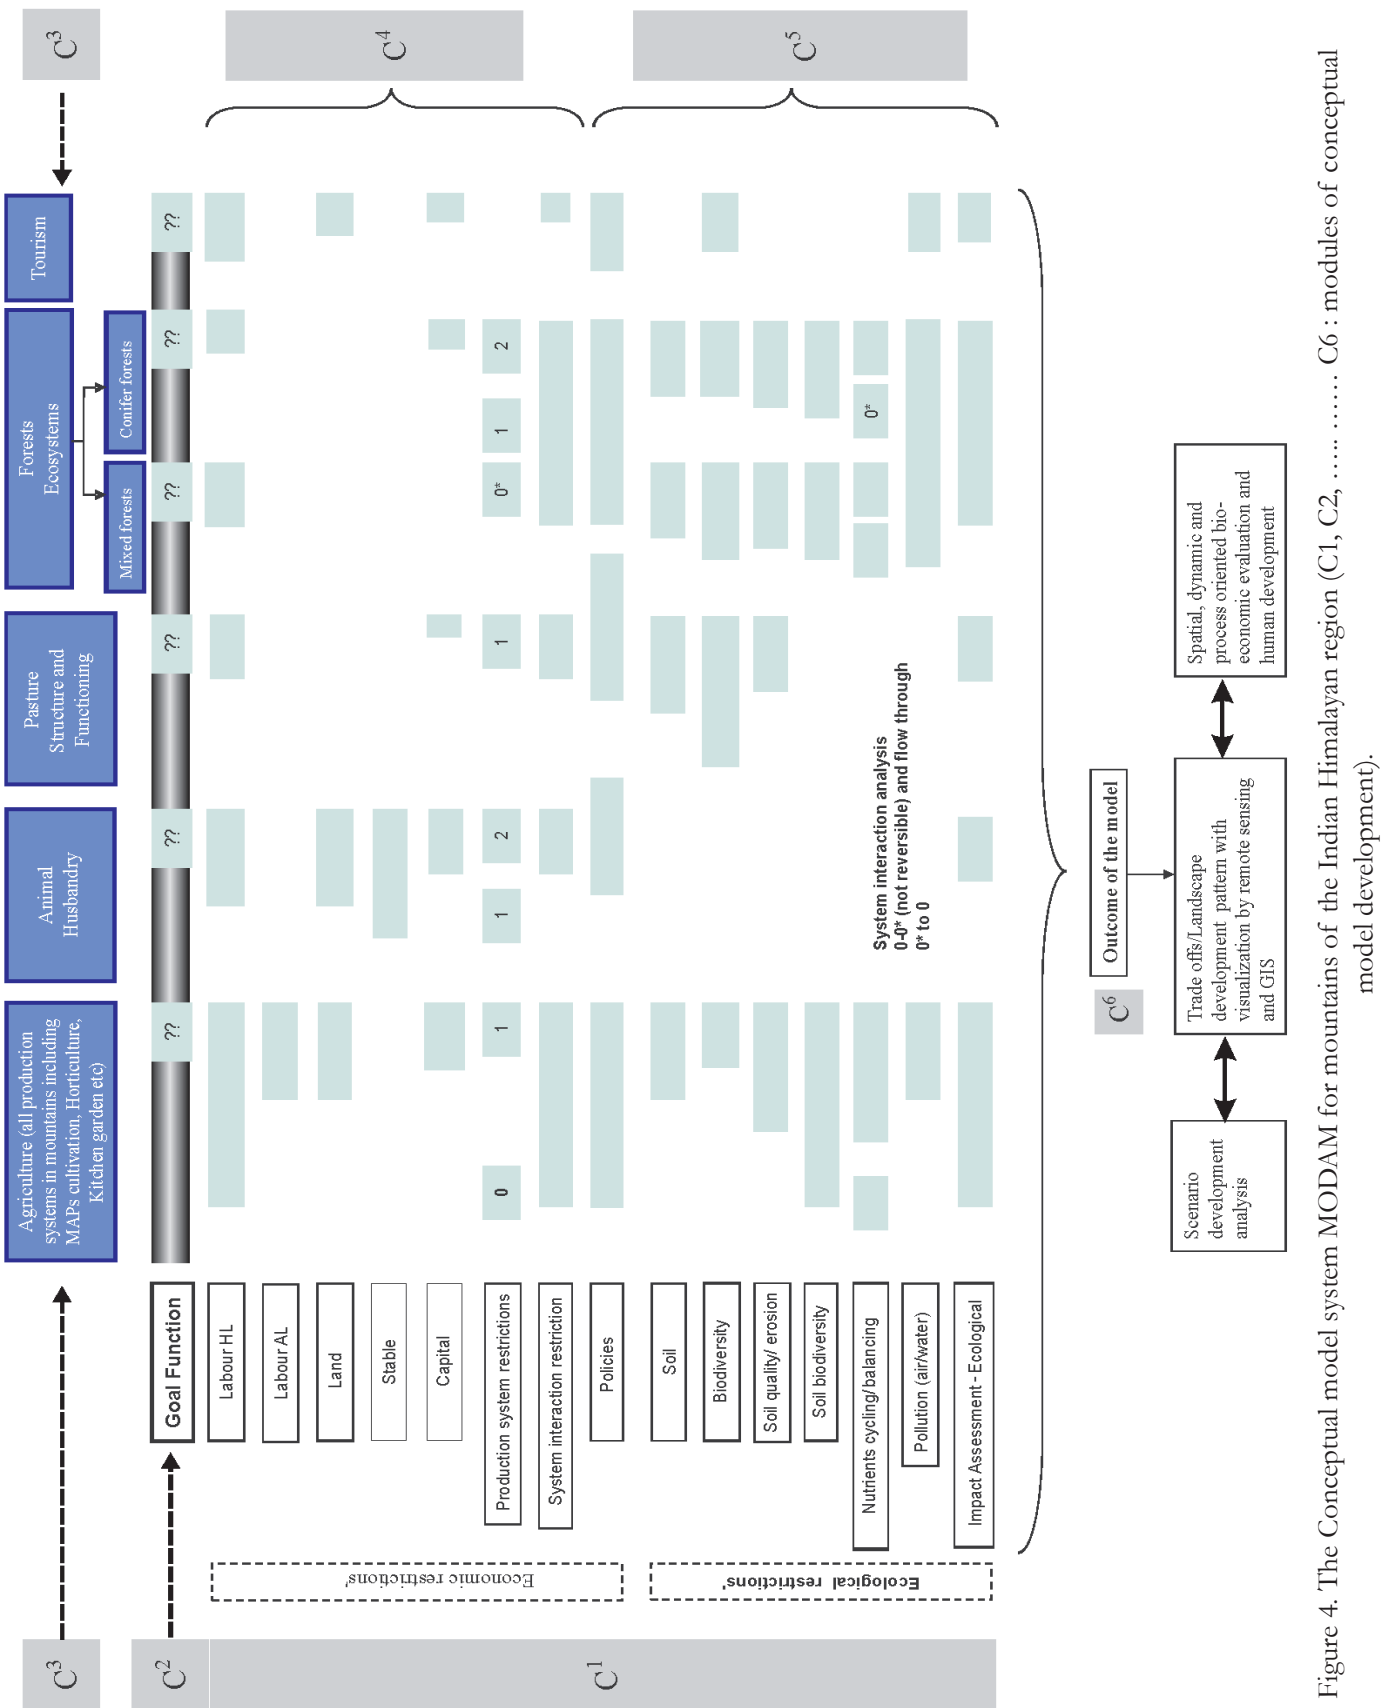 C3
C3
Agriculture (all production
systems in mountains including
MAPs cultivation, Horticulture,
Kitchen garden etc)
Animal
Husbandry
Pasture
Structure and
Functioning
Forests
Ecosystems
Mixed forests
Conifer forests
Tourism
C2
Goal Function
??
??
??
??
??
??
C1
Economic restrictions'
Labour HL
Labour AL
Land
Stable
Capital
Production system restrictions
0
1
1
2
1
0*
1
2
System interaction restriction
Policies
C4
Ecological restrictions'
Soil
Biodiversity
Soil quality/ erosion
Soil biodiversity
Nutrients cycling/balancing
0*
Pollution (air/water)
Impact Assessment - Ecological
C5
System interaction analysis
0-0* (not reversible) and flow through
0* to 0
C6
Outcome of the model
Scenario
development
analysis
Trade offs/Landscape
development pattern with
visualization by remote sensing
and GIS
Spatial, dynamic and
process oriented bio-
economic evaluation and
human development
Figure 4. The Conceptual model system MODAM for mountains of the Indian Himalayan region (C1, C2, ..... ...... C6 : modules of conceptual
model development).